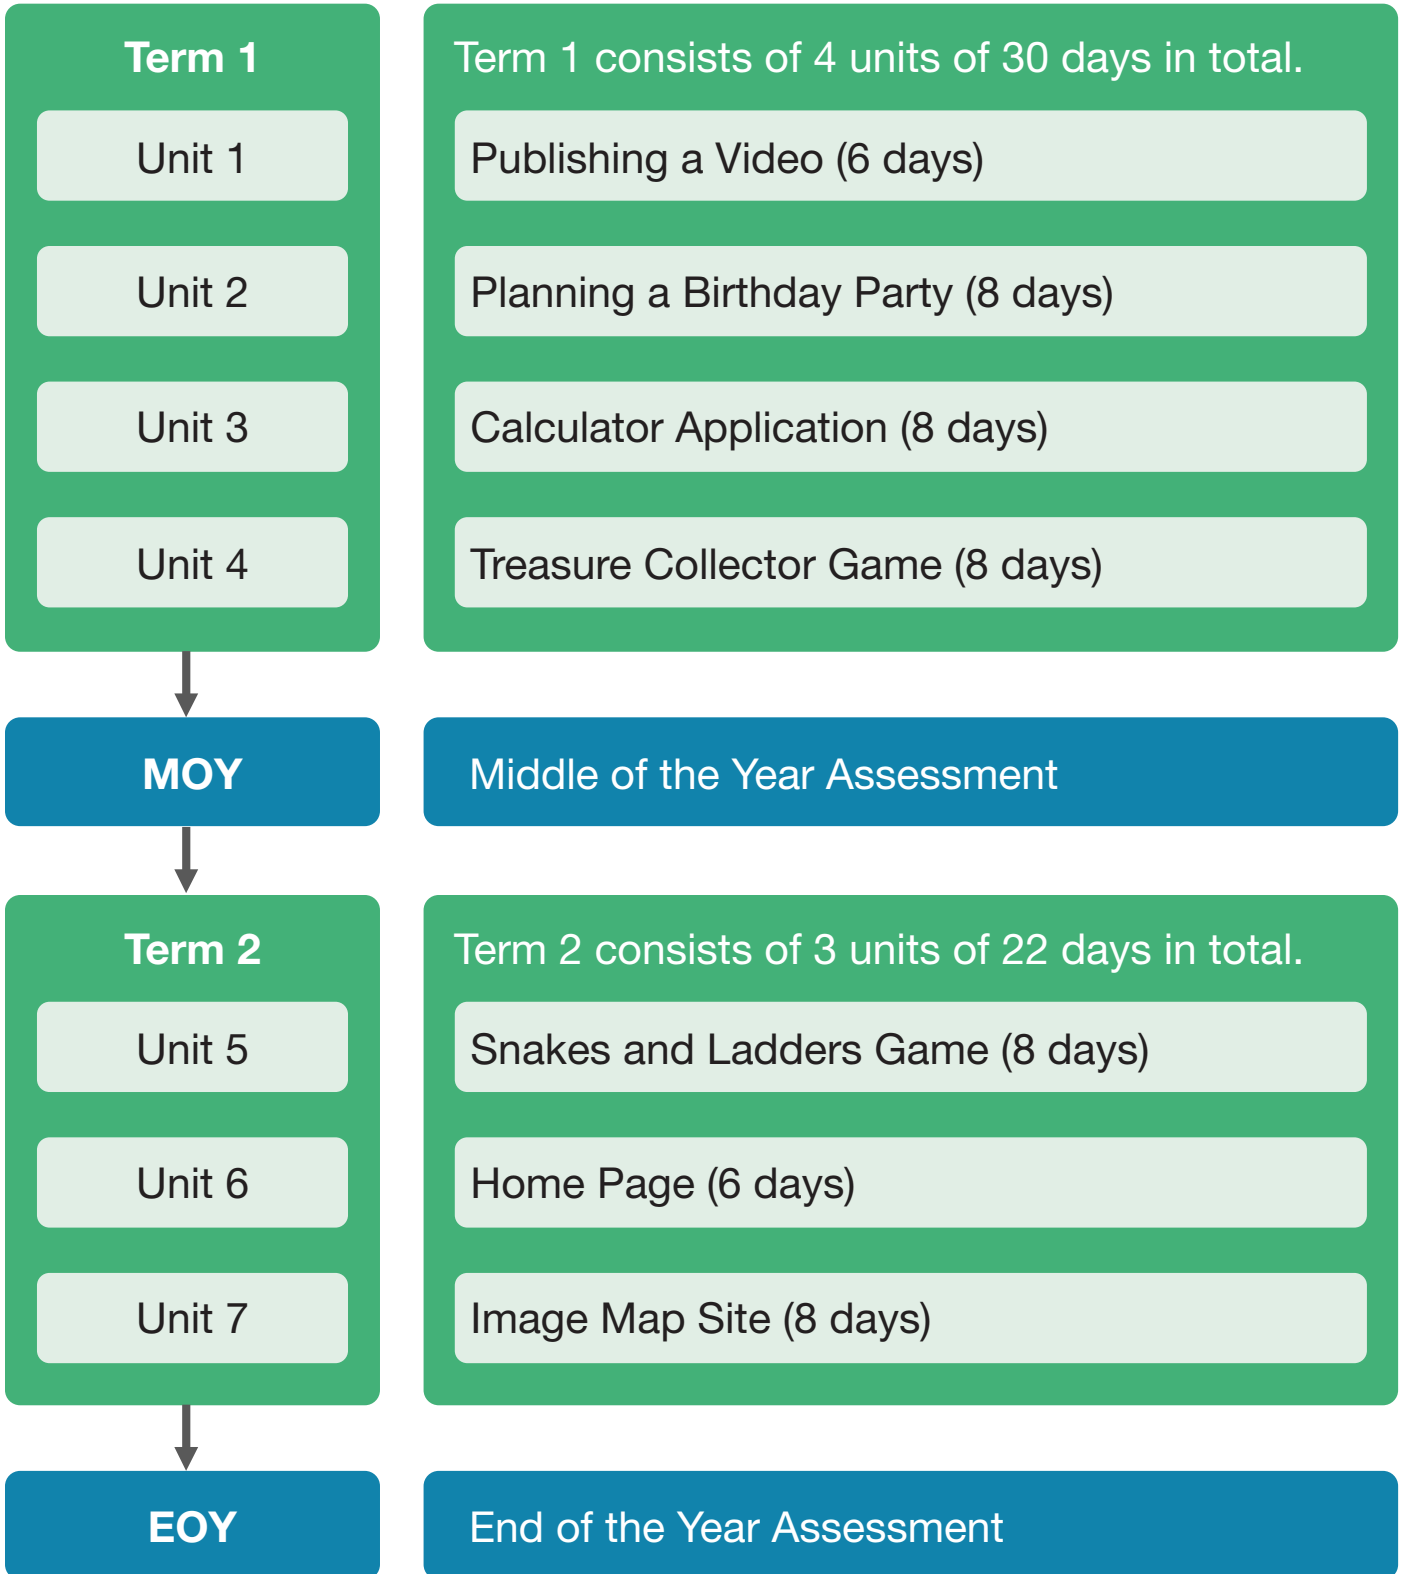 Term 1
Term 1 consists of 4 units of 30 days in total.
Unit 1
Publishing a Video (6 days)
Unit 2
Planning a Birthday Party (8 days)
Unit 3
Calculator Application (8 days)
Unit 4
Treasure Collector Game (8 days)
MOY
Middle of the Year Assessment
Term 2
Term 2 consists of 3 units of 22 days in total.
Unit 5
Snakes and Ladders Game (8 days)
Unit 6
Home Page (6 days)
Unit 7
Image Map Site (8 days)
EOY
End of the Year Assessment